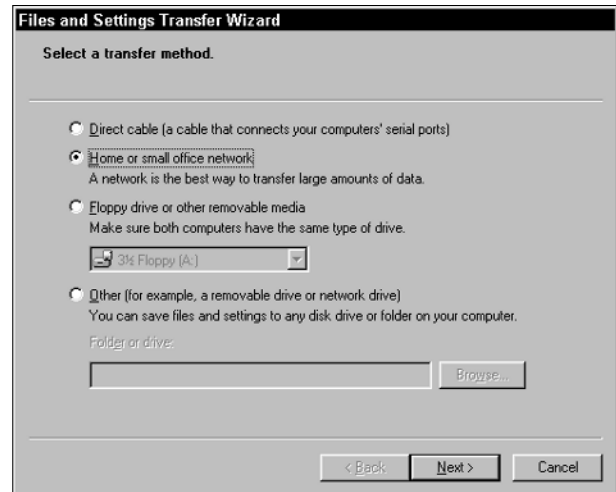 Files and Settings Transfer Wizard
Select a transfer method.
Direct cable (a cable that connects your computers' serial ports)
Home or small office network
A network is the best way to transfer large amounts of data.
Floppy drive or other removable media
Make sure both computers have the same type of drive.
3½ Floppy (A:)
Other (for example, a removable drive or network drive)
You can save files and settings to any disk drive or folder on your computer.
Folder or drive:
Browse...
< Back Next > Cancel